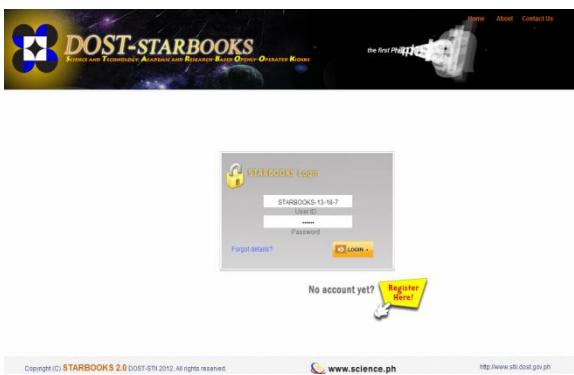 Home About Contact Us
DOST-STARBOOKS
SCIENCE AND TECHNOLOGY ACADEMIC AND RESEARCH-BASED OPENLY-OPERATED KIOSKS
the first
STARBOOKS Login
STARBOOKS-13-18-7
User ID
Password
Forgot details?
LOGIN
No account yet?
Register
Here!
Copyright (C) STARBOOKS 2.0 DOST-STII 2012. All rights reserved.
www.science.ph
http://www.stii.dost.gov.ph